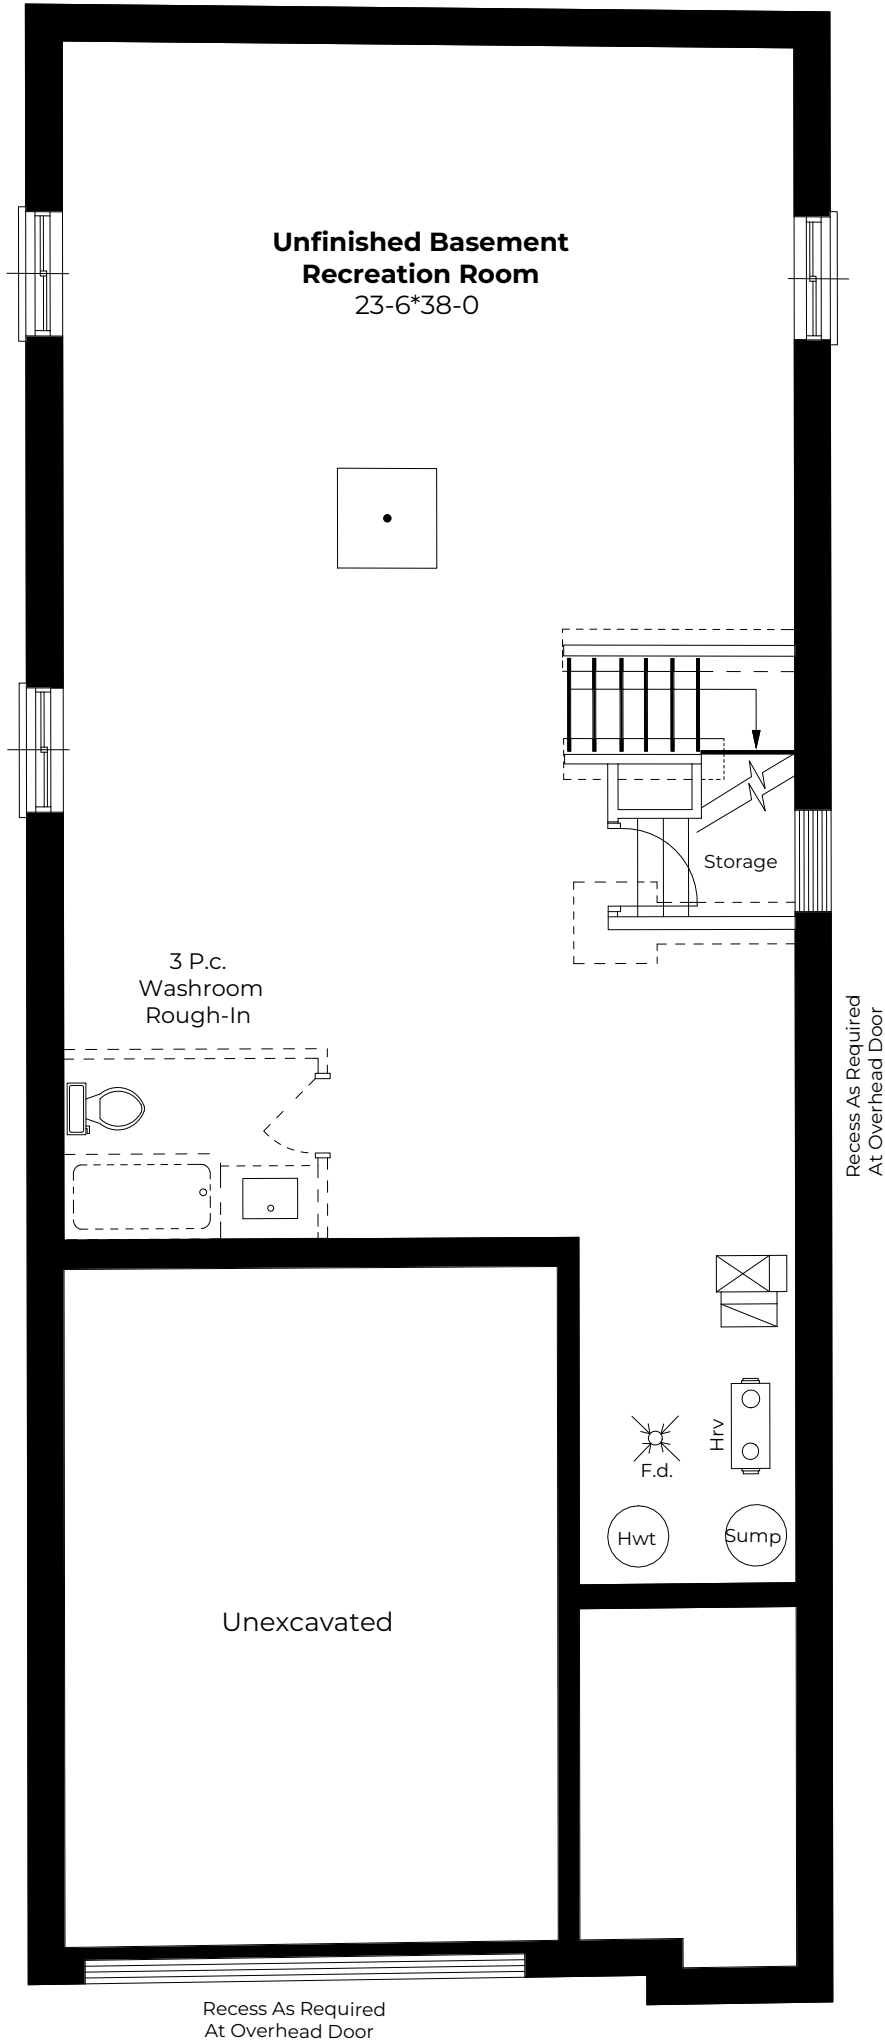 Unfinished Basement
Recreation Room
23-6*38-0
Storage
3 P.c.
Washroom
Rough-In
Recess As Required
At Overhead Door
Hrv
F.d.
Hwt
Sump
Unexcavated
Recess As Required
At Overhead Door